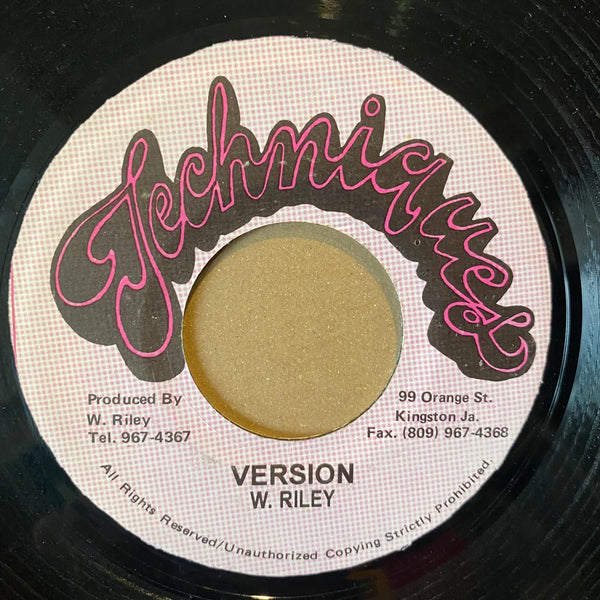 Techniques
Produced By
W. Riley
Tel. 967-4367
99 Orange St.
Kingston Ja.
Fax. (809) 967-4368
VERSION
W. RILEY
All Rights Reserved/Unauthorized Copying Strictly Prohibited.